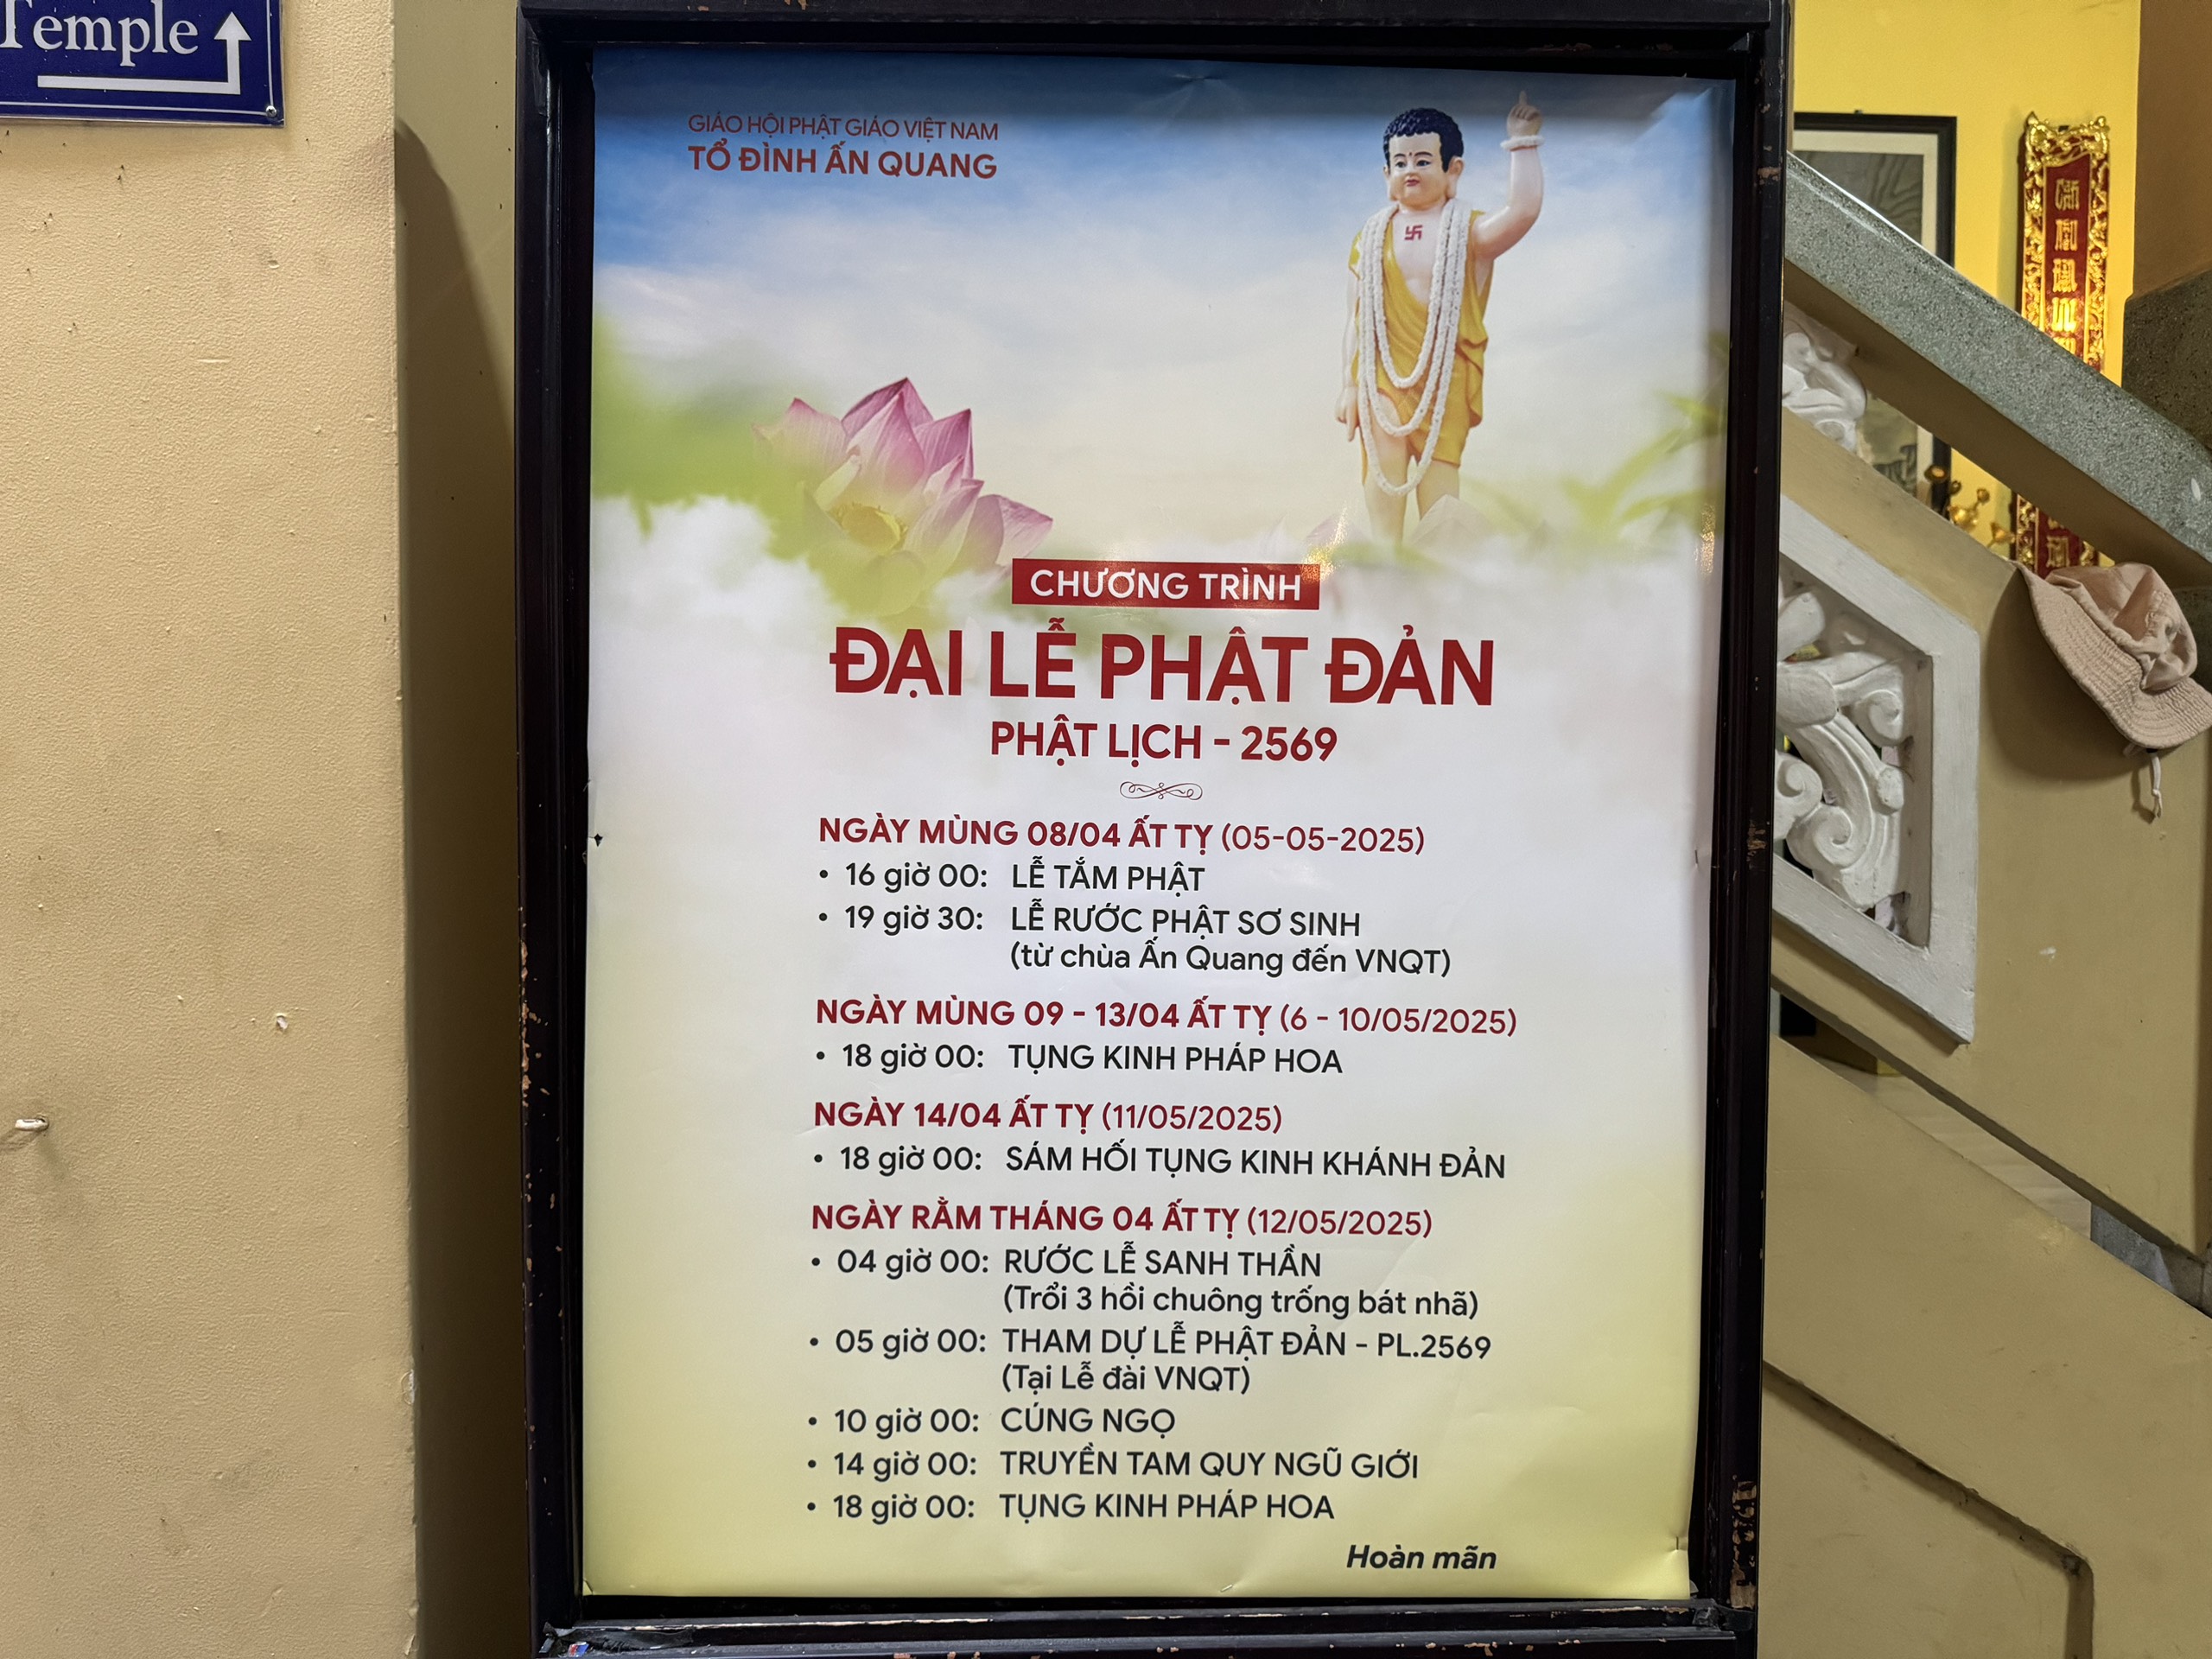 Temple
GIÁO HỘI PHẬT GIÁO VIỆT NAM
TỔ ĐÌNH ẤN QUANG
CHƯƠNG TRÌNH
ĐẠI LỄ PHẬT ĐẢN
PHẬT LỊCH - 2569
NGÀY MÙNG 08/04 ẤT TỴ (05-05-2025)
• 16 giờ 00: LỄ TẮM PHẬT
• 19 giờ 30: LỄ RƯỚC PHẬT SƠ SINH
(từ chùa Ấn Quang đến VNQT)
NGÀY MÙNG 09 - 13/04 ẤT TỴ (6 - 10/05/2025)
• 18 giờ 00: TỤNG KINH PHÁP HOA
NGÀY 14/04 ẤT TỴ (11/05/2025)
• 18 giờ 00: SÁM HỐI TỤNG KINH KHÁNH ĐẢN
NGÀY RẰM THÁNG 04 ẤT TỴ (12/05/2025)
• 04 giờ 00: RƯỚC LỄ SANH THẦN
(Trổi 3 hồi chuông trống bát nhã)
• 05 giờ 00: THAM DỰ LỄ PHẬT ĐẢN - PL.2569
(Tại Lễ đài VNQT)
• 10 giờ 00: CÚNG NGỌ
• 14 giờ 00: TRUYỀN TAM QUY NGŨ GIỚI
• 18 giờ 00: TỤNG KINH PHÁP HOA
Hoàn mãn